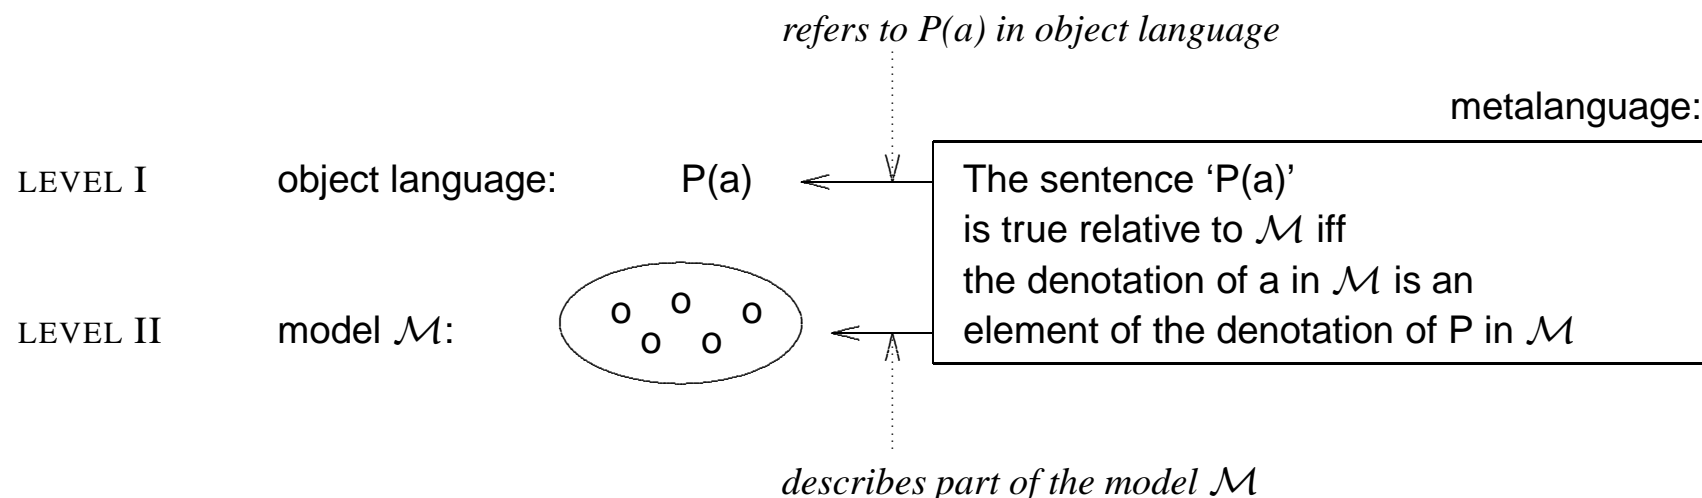 refers to P(a) in object language
metalanguage:
LEVEL I object language: P(a) The sentence ‘P(a)’
is true relative to ℳ iff
the denotation of a in ℳ is an
LEVEL II model ℳ: o o o o o element of the denotation of P in ℳ
describes part of the model ℳ